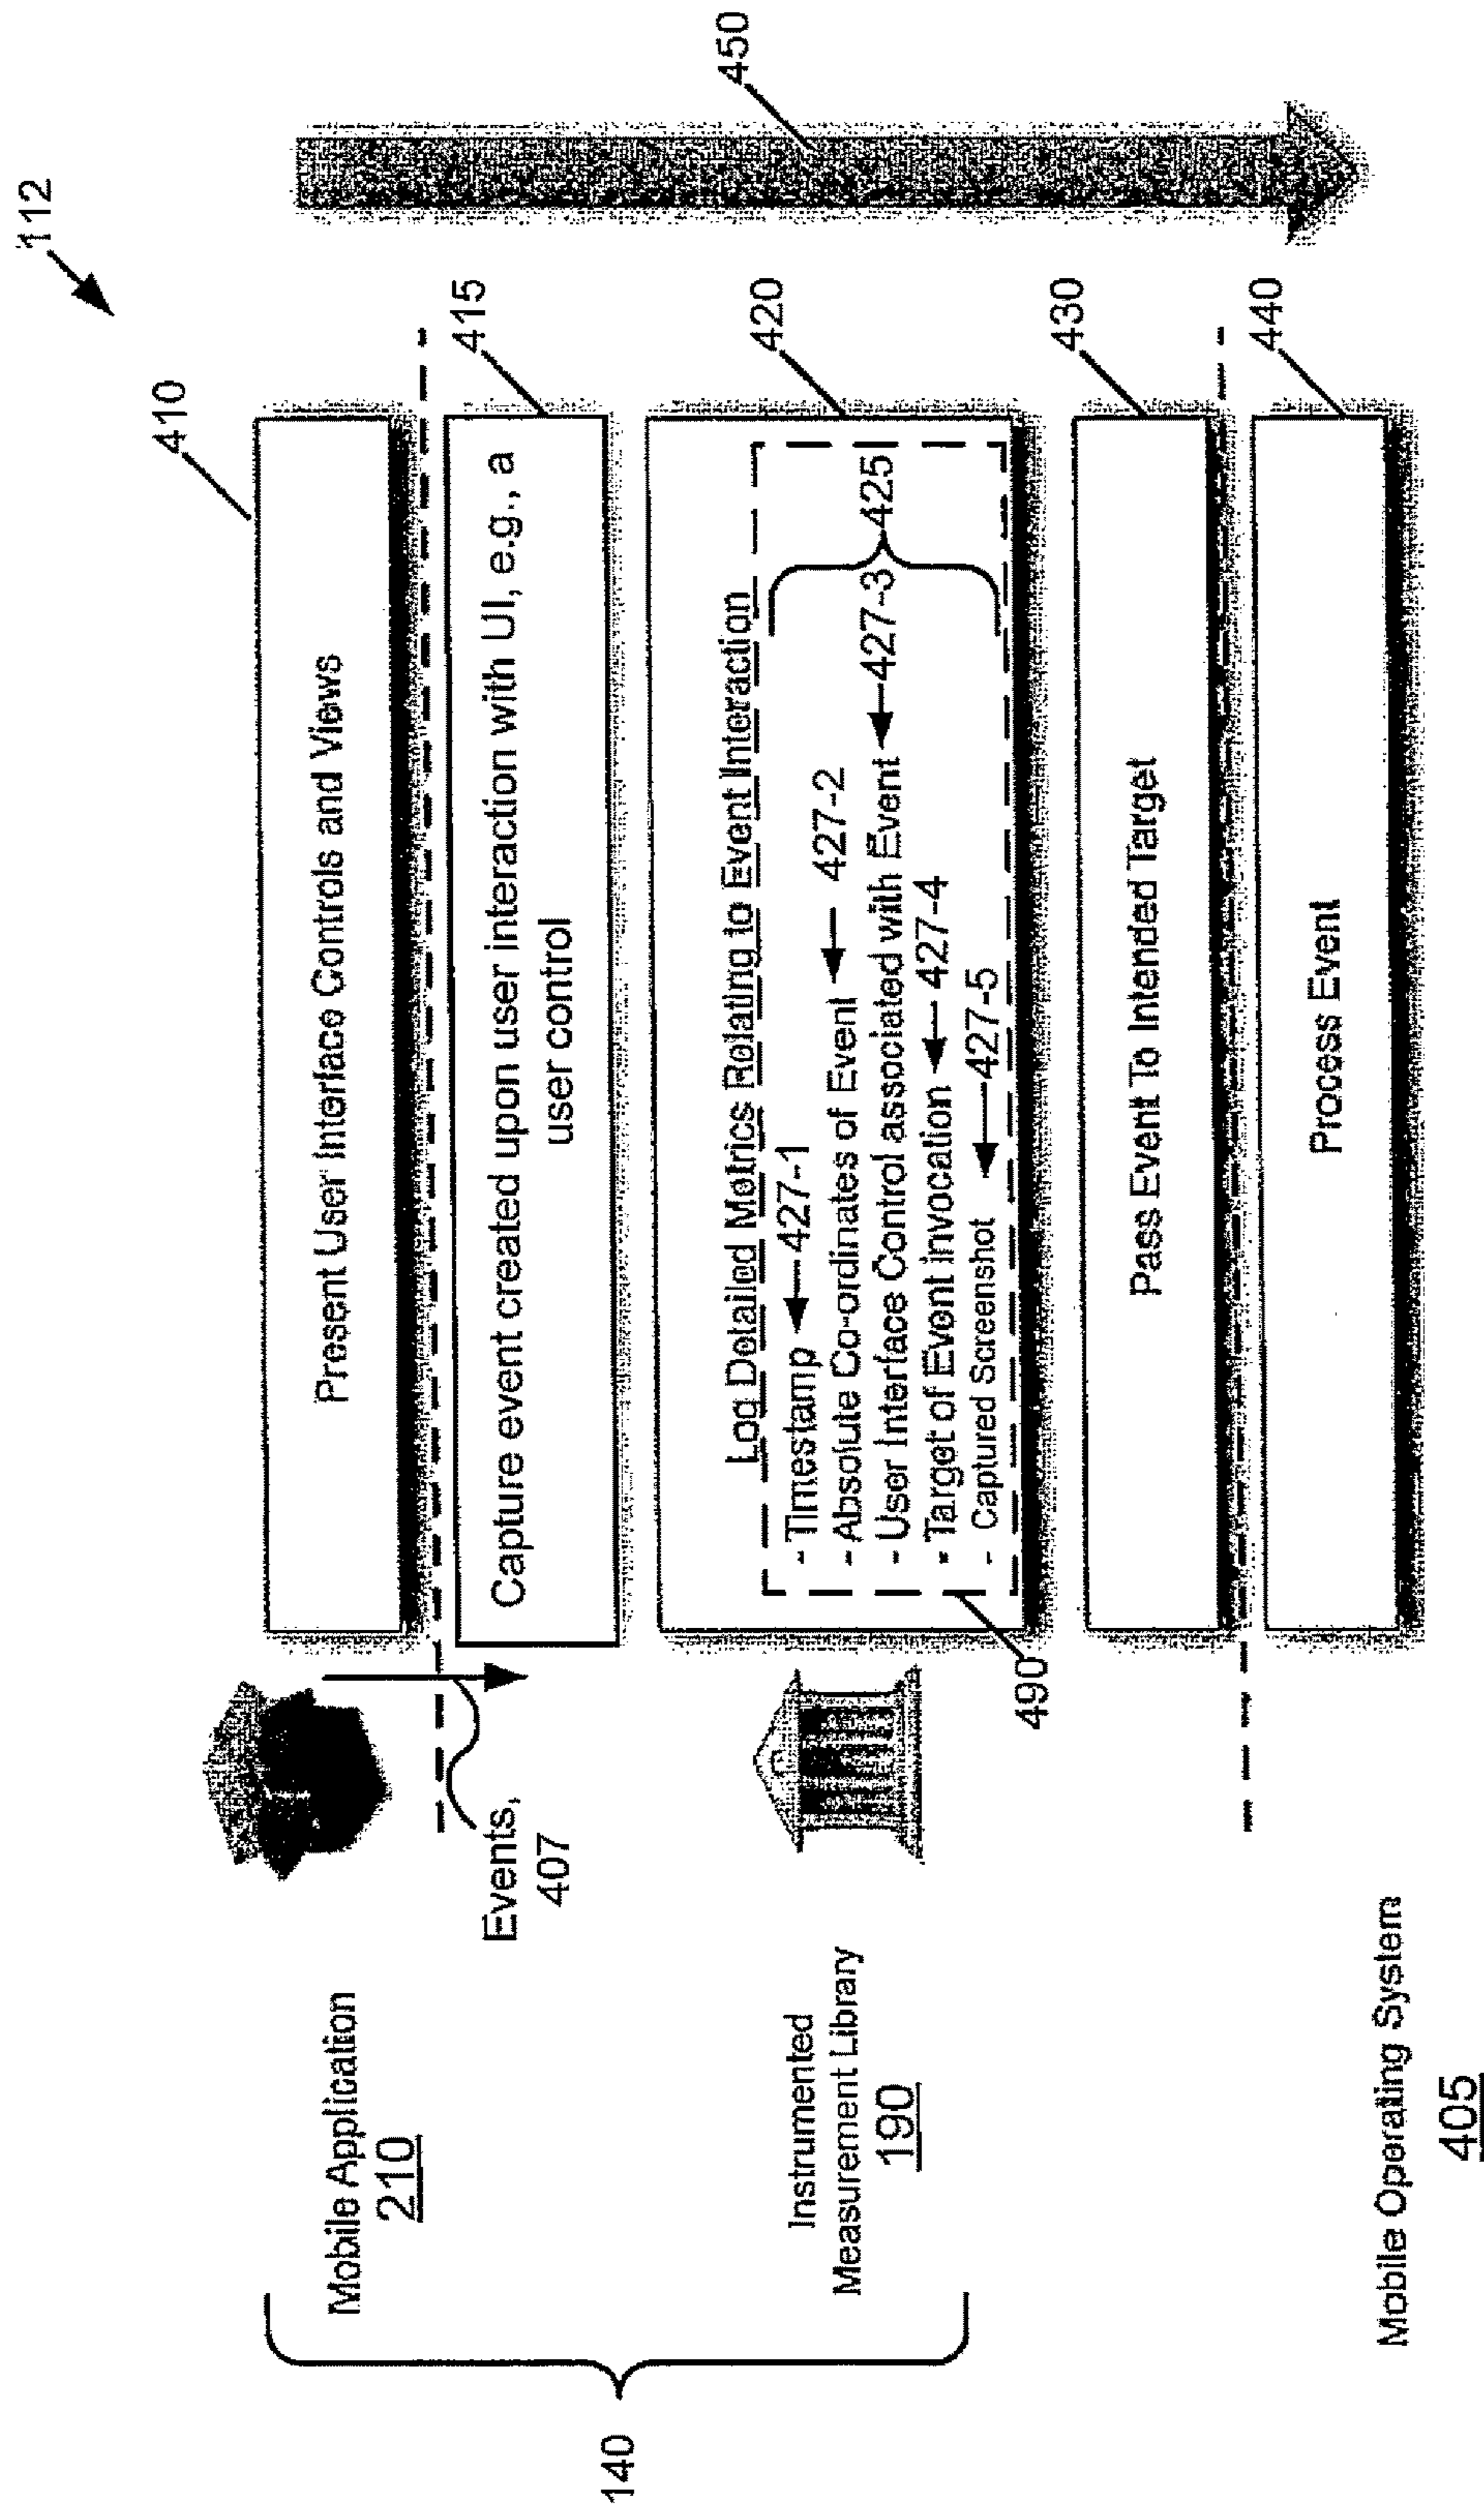 112
410
450
Present User Interface Controls and Views
415
Capture event created upon user interaction with UI, e.g., a
user control
420
Log Detailed Metrics Relating to Event Interaction
- Timestamp 427-1
- Absolute Co-ordinates of Event 427-2
- User Interface Control associated with Event 427-3
- Target of Event Invocation 427-4
- Captured Screenshot 427-5
425
490
430
Pass Event To Intended Target
440
Process Event
Events,
407
Mobile Application
210
Instrumented
Measurement Library
190
140
Mobile Operating System
405